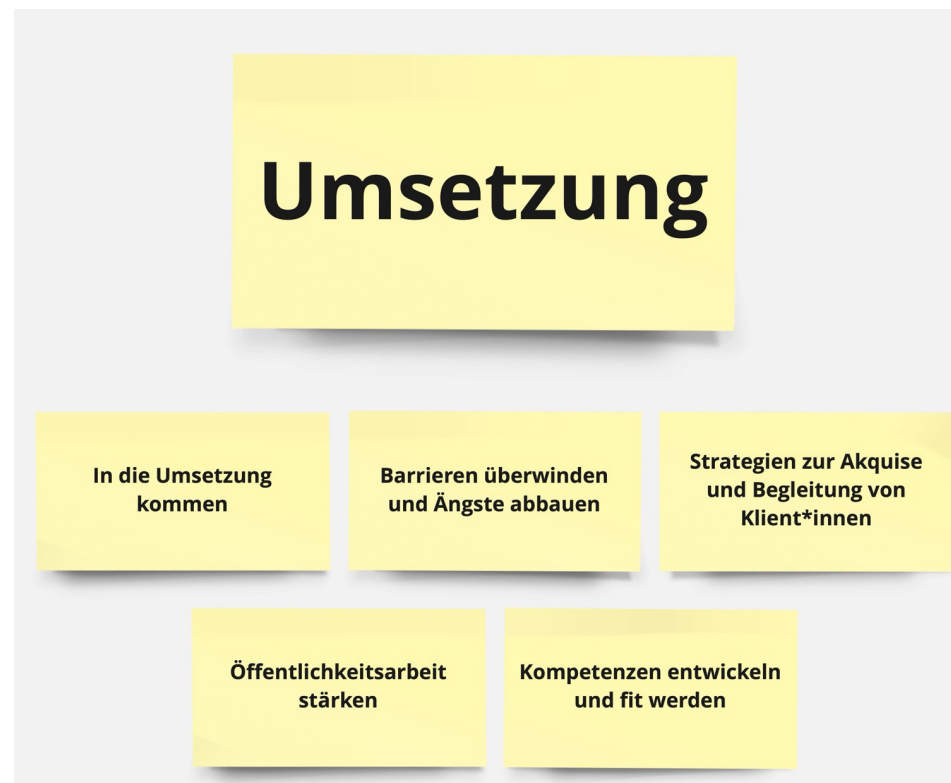 Umsetzung
In die Umsetzung
kommen
Barrieren überwinden
und Ängste abbauen
Strategien zur Akquise
und Begleitung von
Klient*innen
Öffentlichkeitsarbeit
stärken
Kompetenzen entwickeln
und fit werden